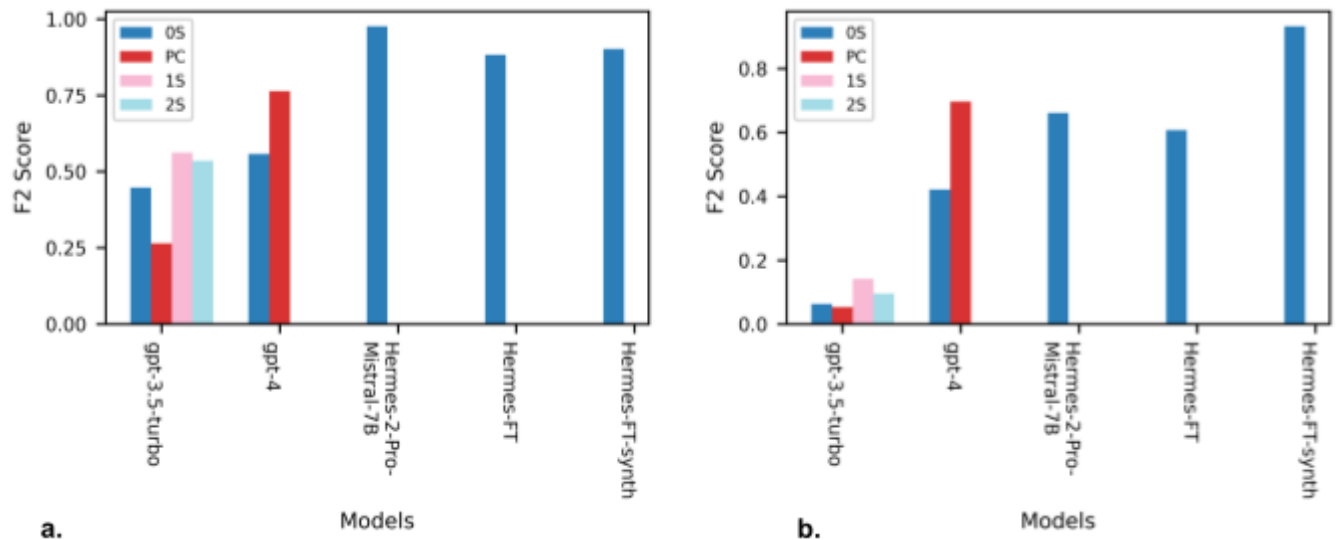 1.00
0.75
0.50
0.25
0.00
F2 Score
0S
PC
1S
2S
gpt-3.5-turbo
gpt-4
Hermes-2-Pro-
Mistral-7B
Hermes-FT
Hermes-FT-synth
Models
a.
0.8
0.6
0.4
0.2
0.0
F2 Score
0S
PC
1S
2S
gpt-3.5-turbo
gpt-4
Hermes-2-Pro-
Mistral-7B
Hermes-FT
Hermes-FT-synth
Models
b.